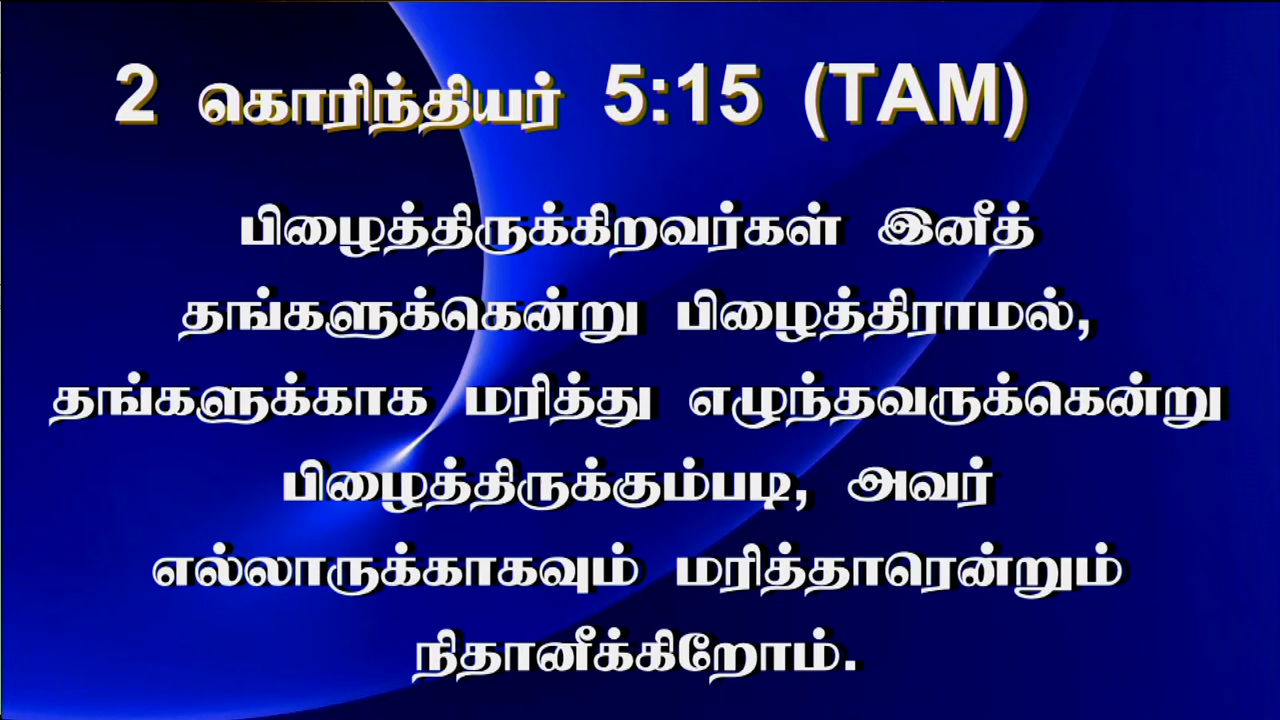 2 கொரிந்தியர் 5:15 (TAM)
பிழைத்திருக்கிறவர்கள் இனீத்
தங்களுக்கென்று பிழைத்திராமல்,
தங்களுக்காக மரித்து எழுந்தவருக்கென்று
பிழைத்திருக்கும்படி, அவர்
எல்லாருக்காகவும் மரித்தாரென்றும்
நிதானீக்கிறோம்.